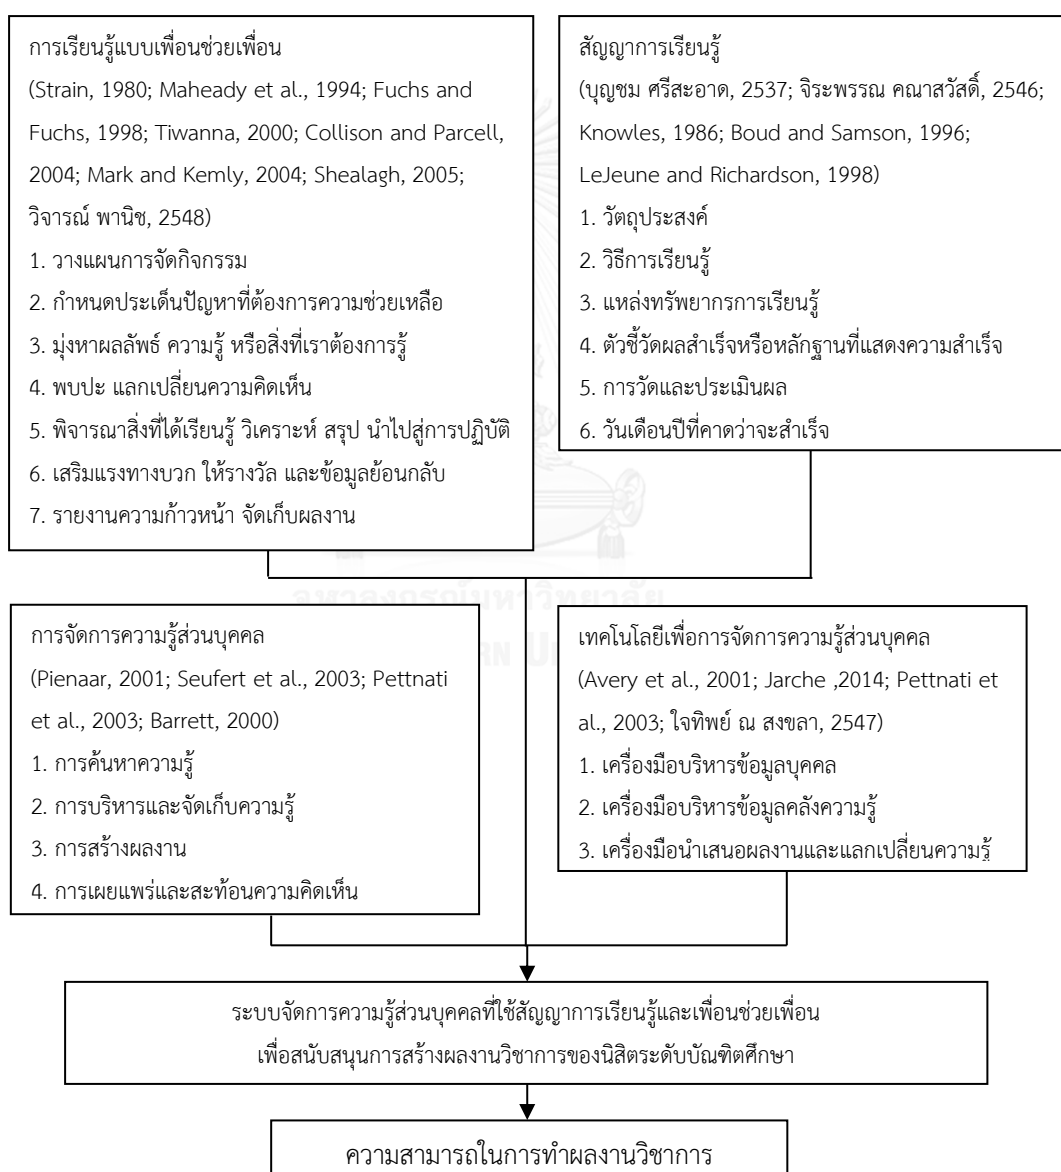 การเรียนรู้แบบเพื่อนช่วยเพื่อน
(Strain, 1980; Maheady et al., 1994; Fuchs and
Fuchs, 1998; Tiwanna, 2000; Collison and Parcell,
2004; Mark and Kemly, 2004; Shealagh, 2005;
วิจารณ์ พานิช, 2548)
1. วางแผนการจัดกิจกรรม
2. กำหนดประเด็นปัญหาที่ต้องการความช่วยเหลือ
3. มุ่งหาผลลัพธ์ ความรู้ หรือสิ่งที่เราต้องการรู้
4. พบปะ แลกเปลี่ยนความคิดเห็น
5. พิจารณาสิ่งที่ได้เรียนรู้ วิเคราะห์ สรุป นำไปสู่การปฏิบัติ
6. เสริมแรงทางบวก ให้รางวัล และข้อมูลย้อนกลับ
7. รายงานความก้าวหน้า จัดเก็บผลงาน
สัญญาการเรียนรู้
(บุญชม ศรีสะอาด, 2537; จิระพรรณ คณาสวัสดิ์, 2546;
Knowles, 1986; Boud and Samson, 1996;
LeJeune and Richardson, 1998)
1. วัตถุประสงค์
2. วิธีการเรียนรู้
3. แหล่งทรัพยากรการเรียนรู้
4. ตัวชี้วัดผลสำเร็จหรือหลักฐานที่แสดงความสำเร็จ
5. การวัดและประเมินผล
6. วันเดือนปีที่คาดว่าจะสำเร็จ
จุฬาลงกรณ์มหาวิทยาลัย
การจัดการความรู้ส่วนบุคคล
(Pienaar, 2001; Seufert et al., 2003; Pettnati
et al., 2003; Barrett, 2000)
1. การค้นหาความรู้
2. การบริหารและจัดเก็บความรู้
3. การสร้างผลงาน
4. การเผยแพร่และสะท้อนความคิดเห็น
เทคโนโลยีเพื่อการจัดการความรู้ส่วนบุคคล
(Avery et al., 2001; Jarche ,2014; Pettnati et
al., 2003; ใจทิพย์ ณ สงขลา, 2547)
1. เครื่องมือบริหารข้อมูลบุคคล
2. เครื่องมือบริหารข้อมูลคลังความรู้
3. เครื่องมือนำเสนอผลงานและแลกเปลี่ยนความรู้
ระบบจัดการความรู้ส่วนบุคคลที่ใช้สัญญาการเรียนรู้และเพื่อนช่วยเพื่อน
เพื่อสนับสนุนการสร้างผลงานวิชาการของนิสิตระดับบัณฑิตศึกษา
ความสามารถในการทำผลงานวิชาการ